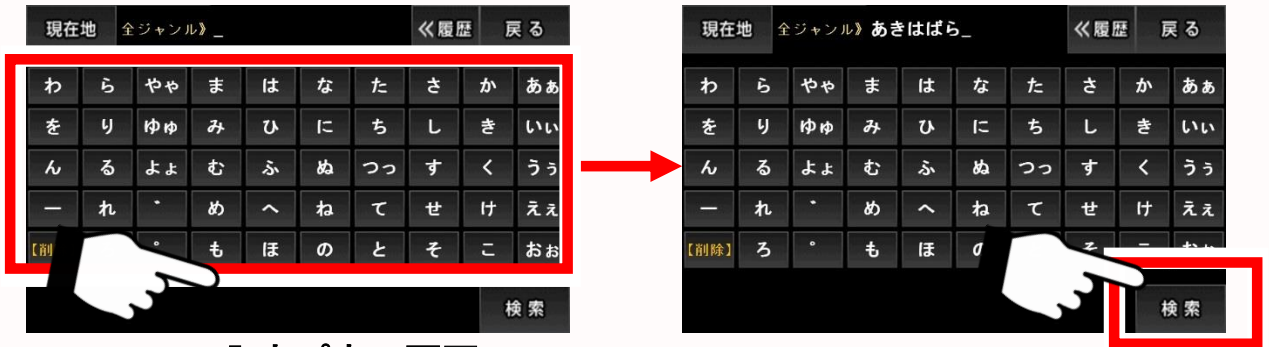 現在地 全ジャンル》_ ≪履歴 戻る
わ ら やゃ ま は な た さ か あぁ
を り ゆゅ み ひ に ち し き いぃ
ん る よょ む ふ ぬ つっ す く うぅ
ー れ ゛ め へ ね て せ け えぇ
【削 ゜ も ほ の と そ こ おぉ
検索
現在地 全ジャンル》あきはばら_ ≪履歴 戻る
わ ら やゃ ま は な た さ か あぁ
を り ゆゅ み ひ に ち し き いぃ
ん る よょ む ふ ぬ つっ す く うぅ
ー れ ゛ め へ ね て せ け えぇ
【削除】 ろ ゜ も ほ
検索